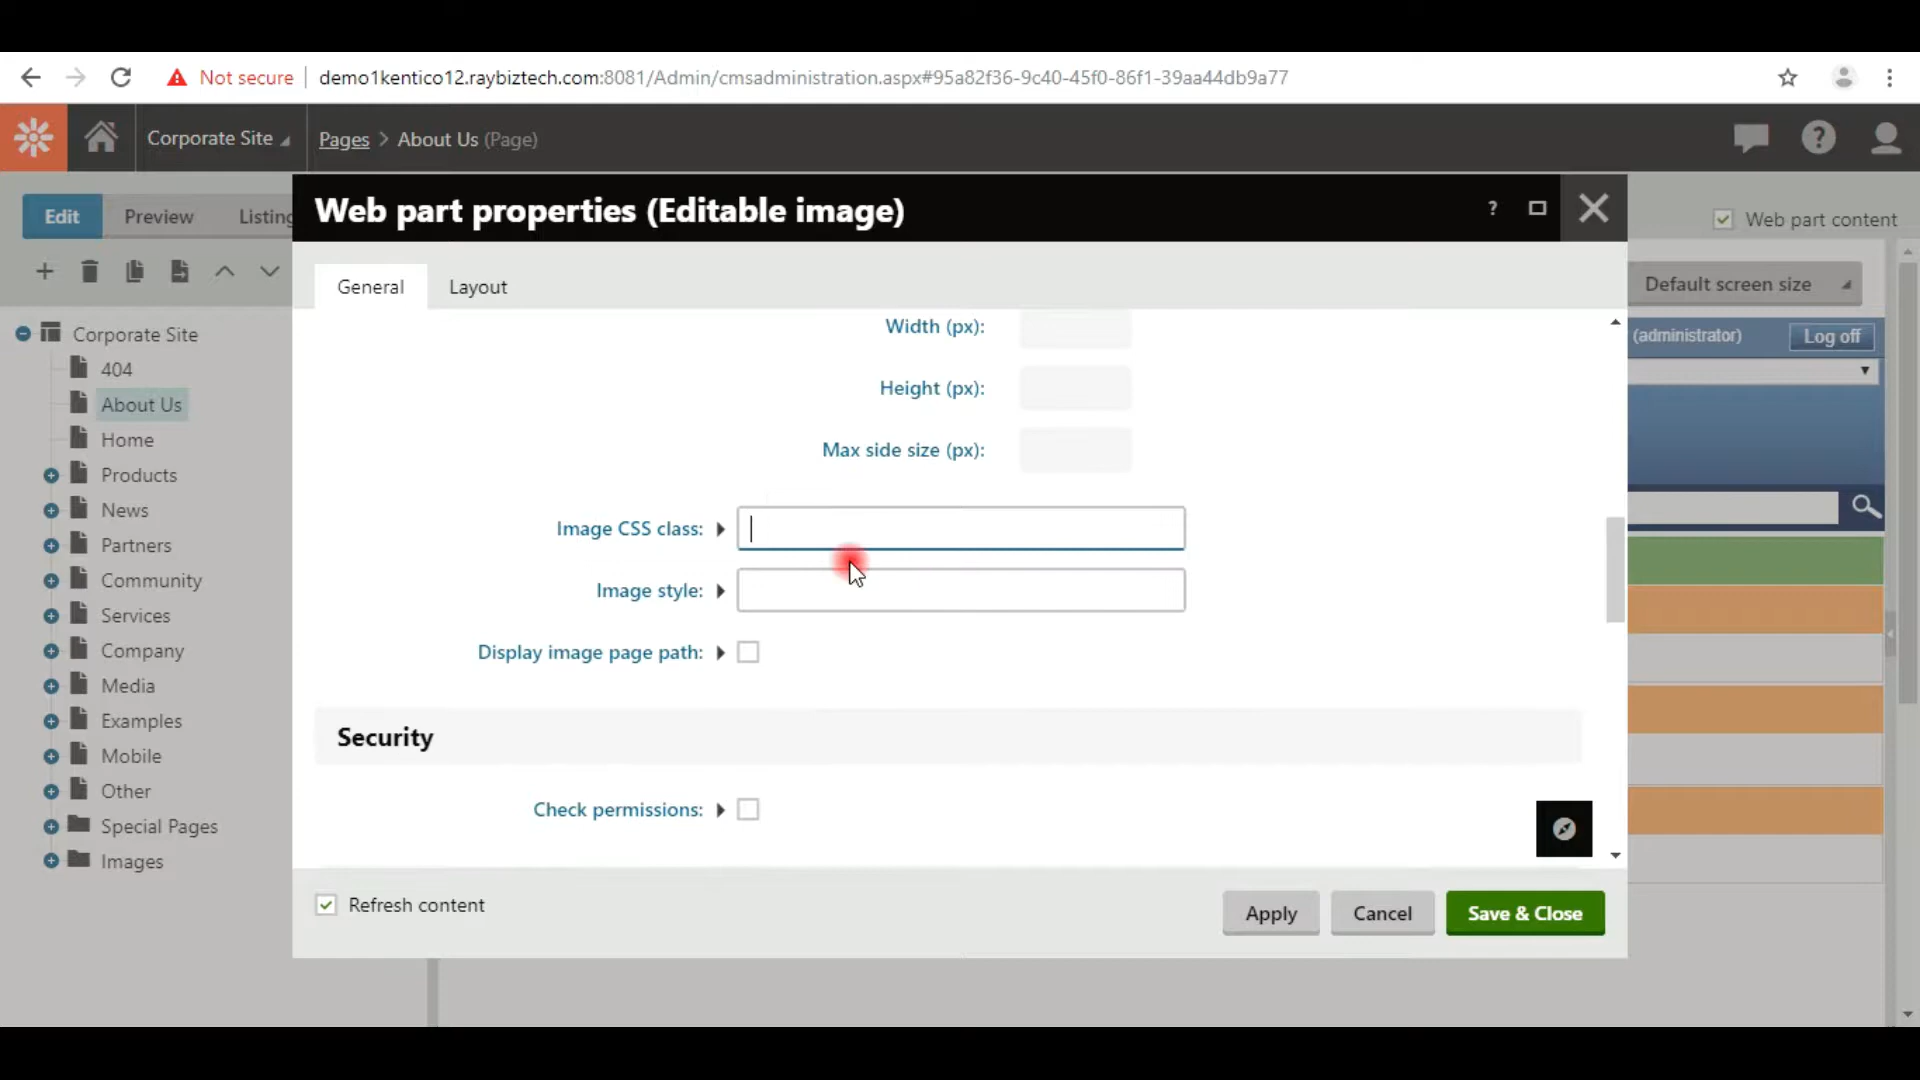 Not secure
demo1kentico12.raybiztech.com:8081/Admin/cmsadministration.aspx#95a82f36-9c40-45f0-86f1-39aa44db9a77
Corporate Site
Pages > About Us (Page)
Edit
Preview
Listing
Web part content
Web part properties (Editable image)
?
General
Layout
Default screen size
(administrator)
Log off
Corporate Site
404
About Us
Home
Products
News
Partners
Community
Services
Company
Media
Examples
Mobile
Other
Special Pages
Images
Width (px):
Height (px):
Max side size (px):
Image CSS class:
Image style:
Display image page path:
Security
Check permissions:
Refresh content
Apply
Cancel
Save & Close